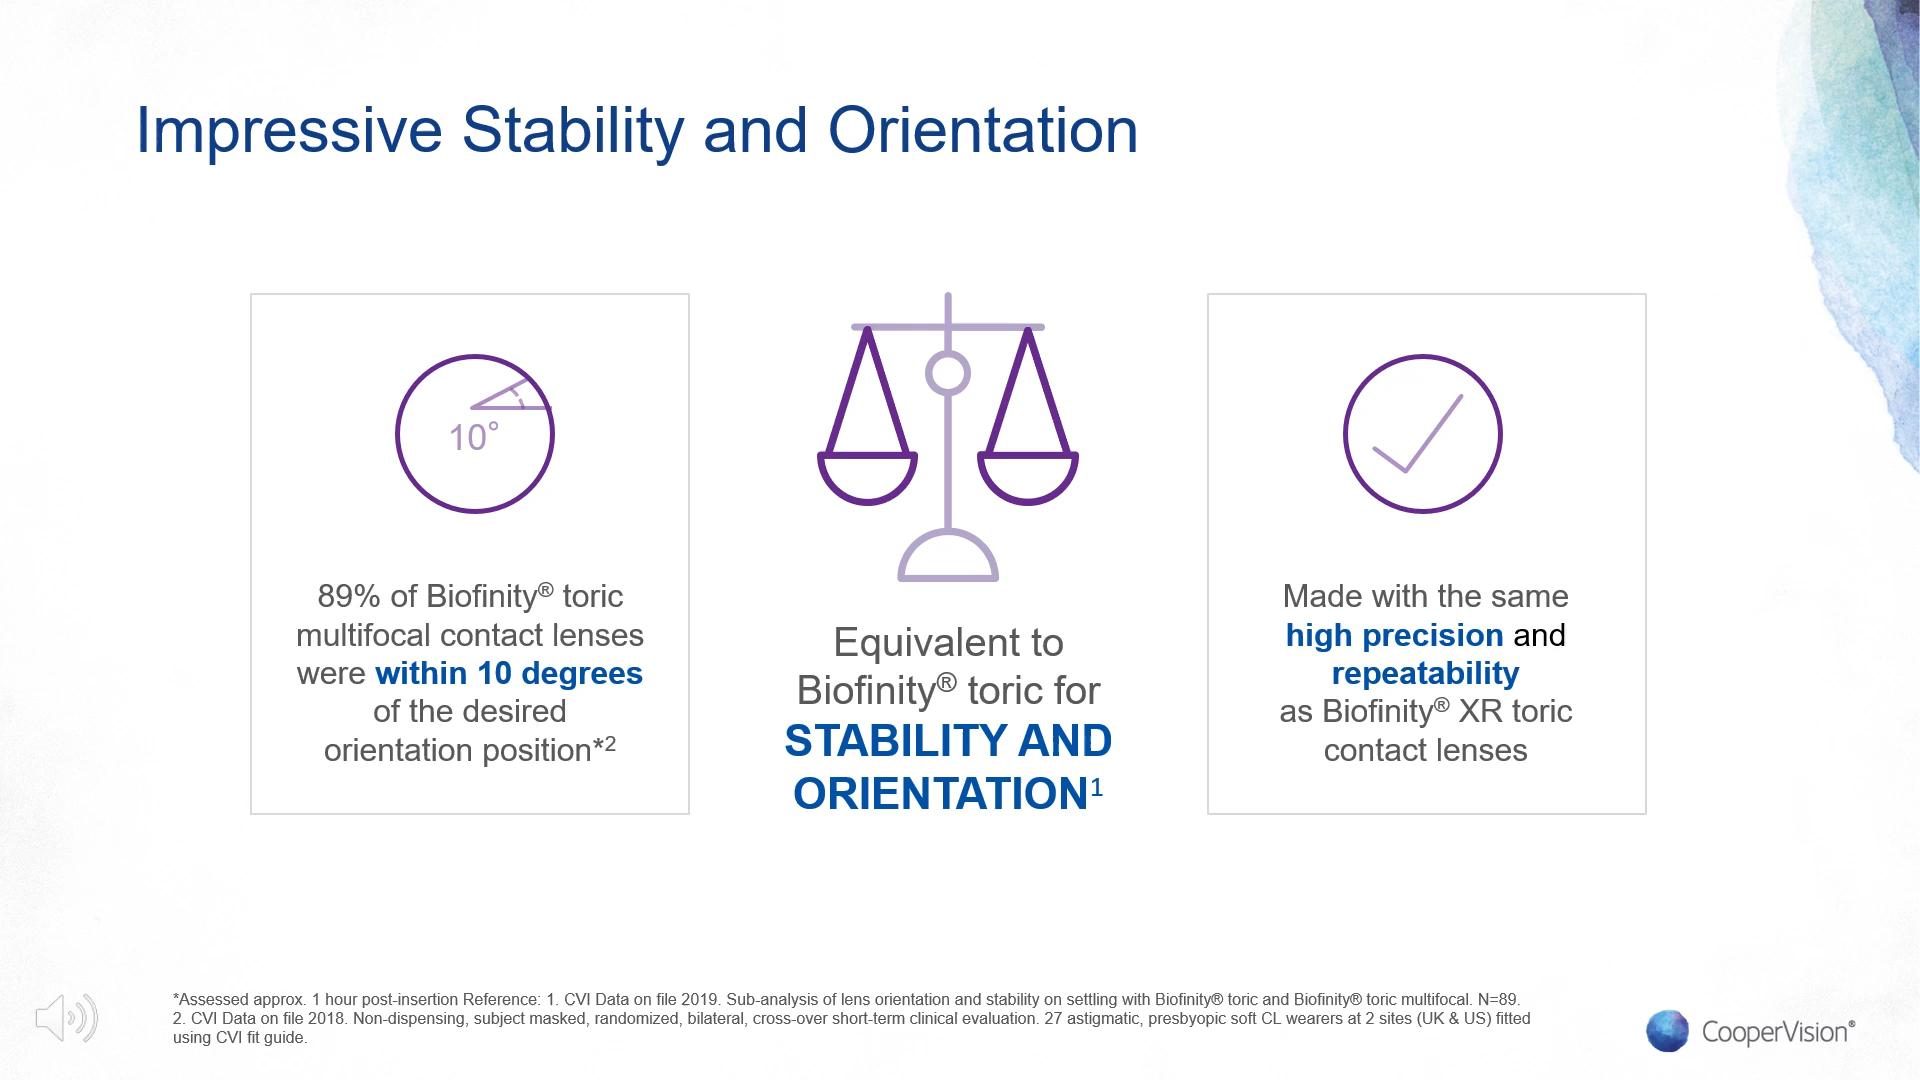 Impressive Stability and Orientation
10°
89% of Biofinity® toric
multifocal contact lenses
were within 10 degrees
of the desired
orientation position*2
Equivalent to
Biofinity® toric for
STABILITY AND
ORIENTATION1
Made with the same
high precision and
repeatability
as Biofinity® XR toric
contact lenses
*Assessed approx. 1 hour post-insertion Reference: 1. CVI Data on file 2019. Sub-analysis of lens orientation and stability on settling with Biofinity® toric and Biofinity® toric multifocal. N=89.
2. CVI Data on file 2018. Non-dispensing, subject masked, randomized, bilateral, cross-over short-term clinical evaluation. 27 astigmatic, presbyopic soft CL wearers at 2 sites (UK & US) fitted
using CVI fit guide.
CooperVision®